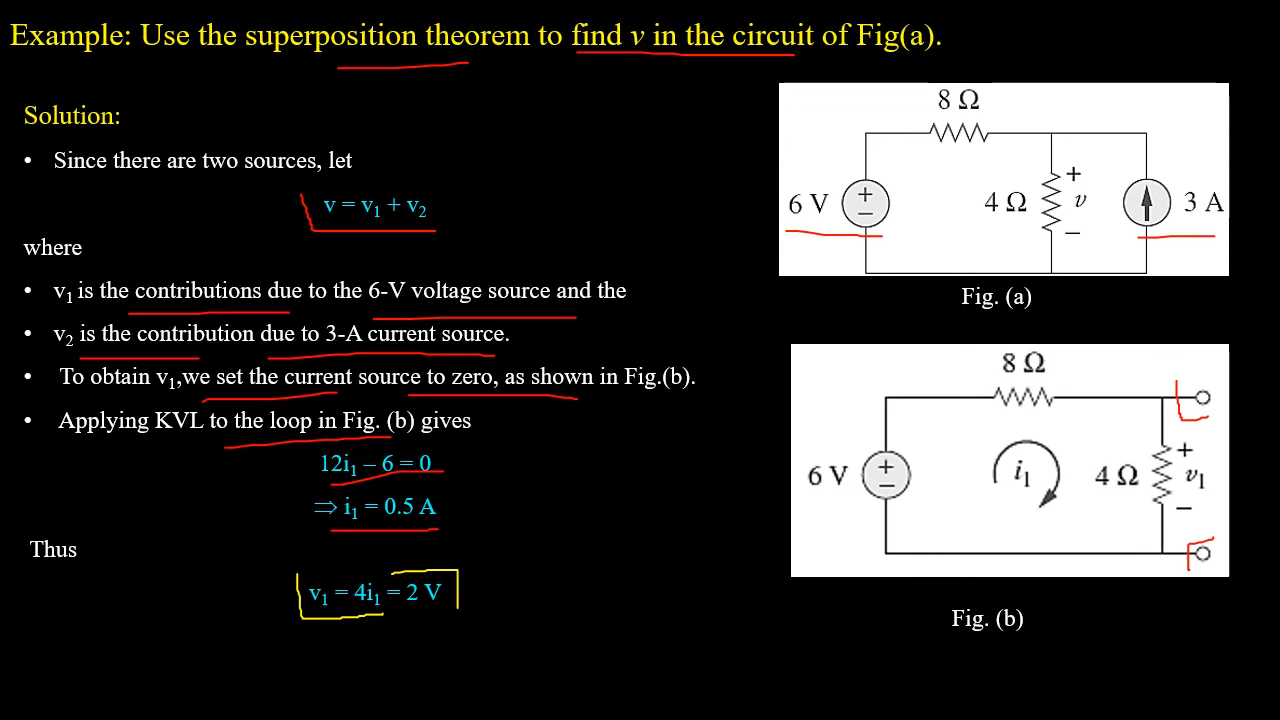 Example: Use the superposition theorem to find v in the circuit of Fig(a).
Solution:
• Since there are two sources, let
v = v₁ + v₂
where
• v₁ is the contributions due to the 6-V voltage source and the
• v₂ is the contribution due to 3-A current source.
• To obtain v₁,we set the current source to zero, as shown in Fig.(b).
• Applying KVL to the loop in Fig. (b) gives
12i₁ – 6 = 0
⇒ i₁ = 0.5 A
Thus
v₁ = 4i₁ = 2 V
8 Ω
6 V + − 4 Ω + v − 3 A
Fig. (a)
8 Ω
6 V + − i₁ 4 Ω + v₁ −
Fig. (b)